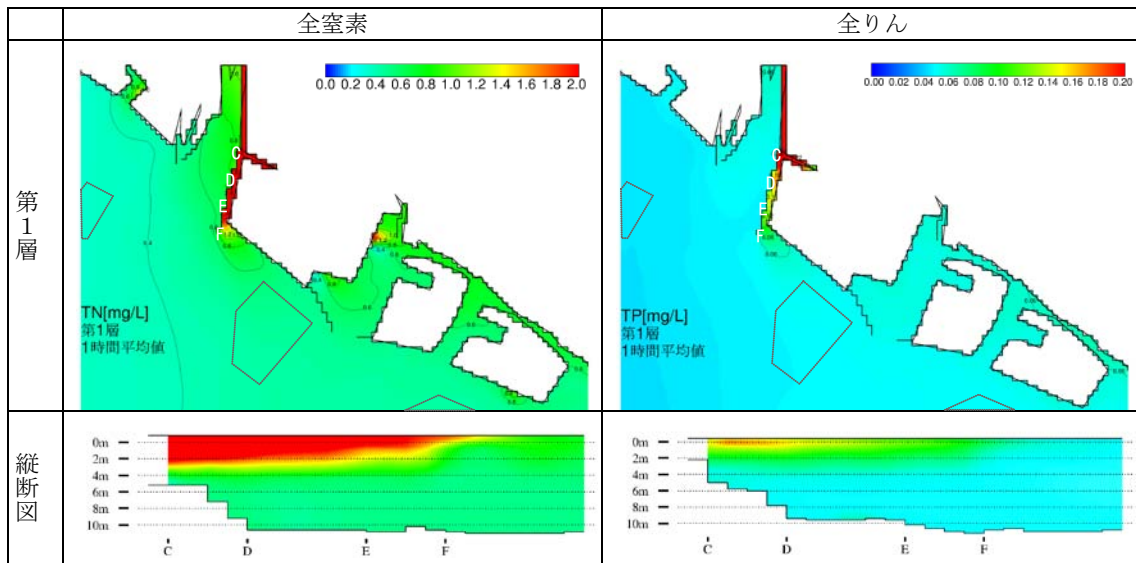 全窒素
全りん
第1層
0.0 0.2 0.4 0.6 0.8 1.0 1.2 1.4 1.6 1.8 2.0
C
D
E
F
TN[mg/L]
第1層
1時間平均値
0.00 0.02 0.04 0.06 0.08 0.10 0.12 0.14 0.16 0.18 0.20
C
D
E
F
TP[mg/L]
第1層
1時間平均値
縦断図
0m
2m
4m
6m
8m
10m
C D E F
0m
2m
4m
6m
8m
10m
C D E F